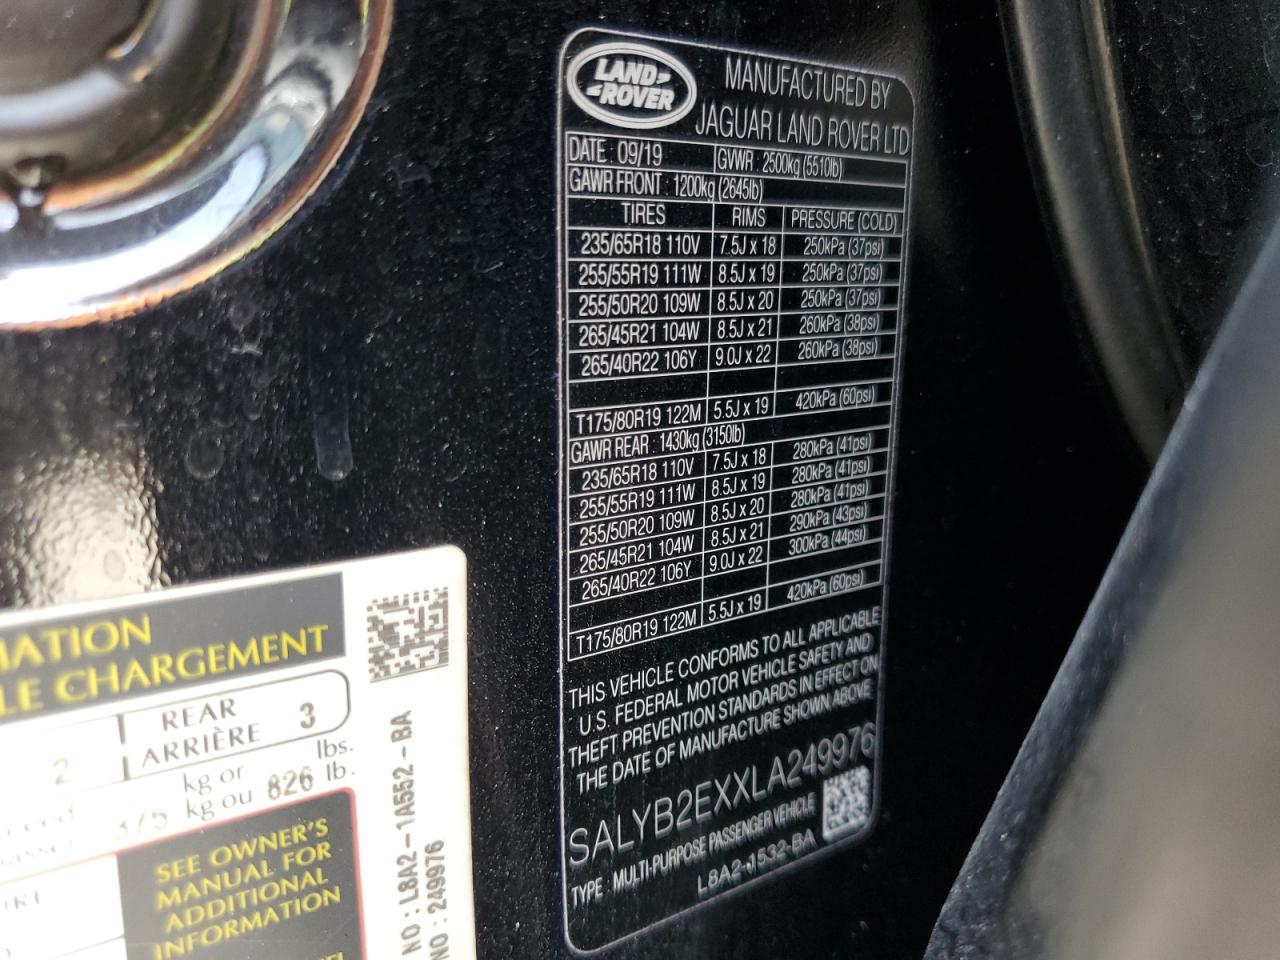 LAND-
-ROVER
MANUFACTURED BY
JAGUAR LAND ROVER LTD
DATE : 09/19 GVWR : 2500kg (5510lb)
GAWR FRONT : 1200kg (2645lb)
TIRES RIMS PRESSURE (COLD)
235/65R18 110V 7.5J x 18 250kPa (37psi)
255/55R19 111W 8.5J x 19 250kPa (37psi)
255/50R20 109W 8.5J x 20 250kPa (37psi)
265/45R21 104W 8.5J x 21 260kPa (38psi)
265/40R22 106Y 9.0J x 22 260kPa (38psi)
T175/80R19 122M 5.5J x 19 420kPa (60psi)
GAWR REAR : 1430kg (3150lb)
235/65R18 110V 7.5J x 18 280kPa (41psi)
255/55R19 111W 8.5J x 19 280kPa (41psi)
255/50R20 109W 8.5J x 20 280kPa (41psi)
265/45R21 104W 8.5J x 21 290kPa (43psi)
265/40R22 106Y 9.0J x 22 300kPa (44psi)
T175/80R19 122M 5.5J x 19 420kPa (60psi)
THIS VEHICLE CONFORMS TO ALL APPLICABLE
U.S. FEDERAL MOTOR VEHICLE SAFETY AND
THEFT PREVENTION STANDARDS IN EFFECT ON
THE DATE OF MANUFACTURE SHOWN ABOVE
SALYB2EXXLA249976
TYPE : MULTI-PURPOSE PASSENGER VEHICLE
L8A2-1532-BA
MATION
LE CHARGEMENT
2 REAR
ARRIÈRE 3
kg or lbs.
kg ou 826 lb.
SEE OWNER'S
MANUAL FOR
ADDITIONAL
INFORMATION
NO : L8A2-1A552-BA
NO : 249976